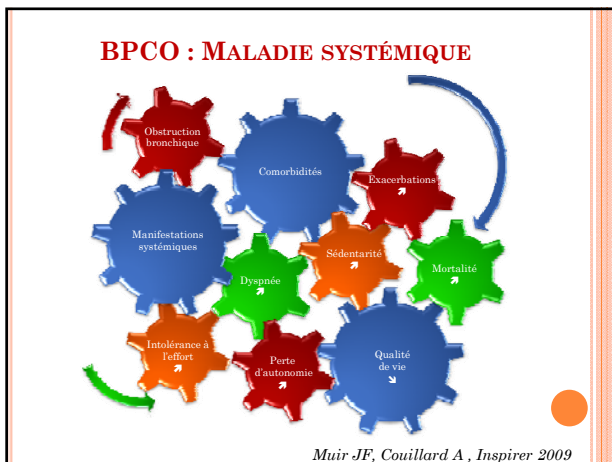 BPCO : MALADIE SYSTÉMIQUE
Obstruction
bronchique
Comorbidités
Exacerbations
↗
Manifestations
systémiques
Sédentarité
↗
Dyspnée
↗
Mortalité
↗
Intolérance à
l'effort
↗
Perte
d'autonomie
↗
Qualité
de vie
↘
Muir JF, Couillard A , Inspirer 2009